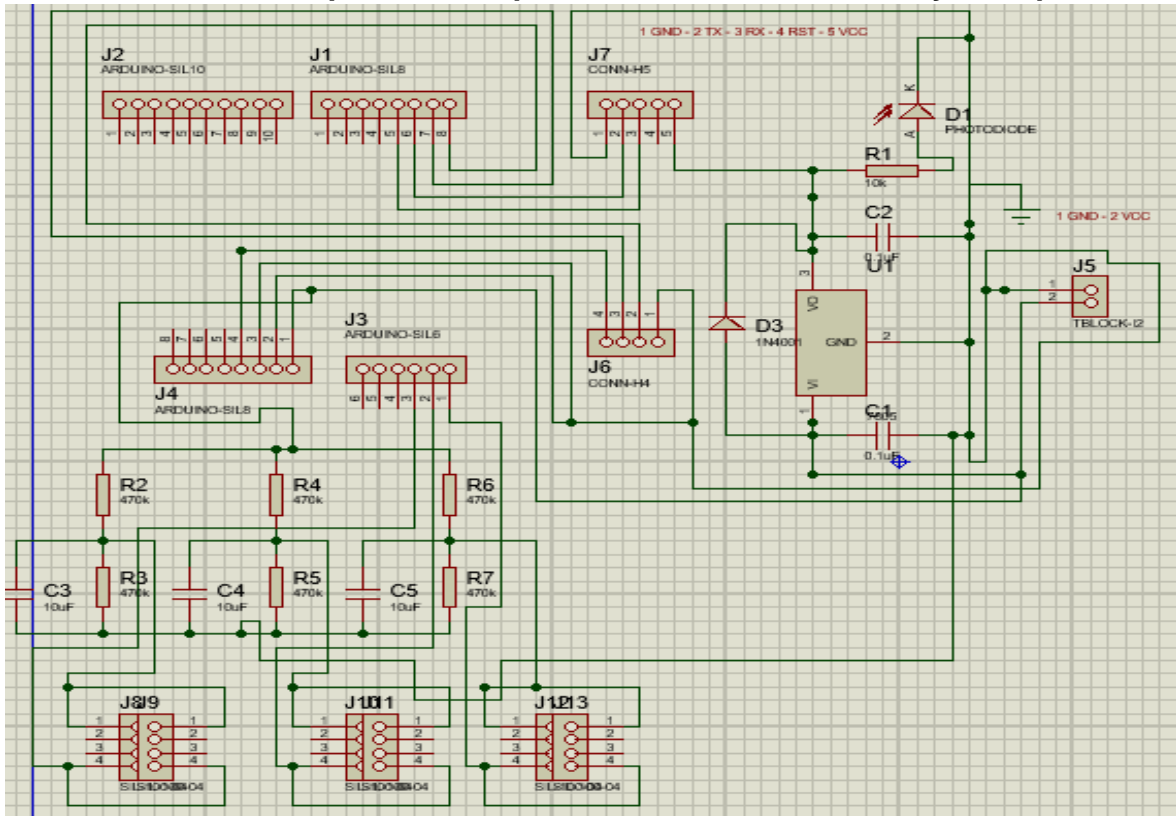 1 GND - 2 TX - 3 RX - 4 RST - 5 VCC
J2
ARDUINO-SIL10
1 2 3 4 5 6 7 8 9 10
J1
ARDUINO-SIL8
1 2 3 4 5 6 7 8
J7
CONN-H5
1 2 3 4 5
K
D1
PHOTODIODE
A
R1
10k
C2
0.1uF
1 GND - 2 VCC
U1
3
VO
GND
2
VI
1
J5
1
2
TBLOCK-I2
D3
1N4001
C1
7805
0.1uF
4 3 2 1
J6
CONN-H4
8 7 6 5 4 3 2 1
J4
ARDUINO-SIL8
J3
ARDUINO-SIL6
6 5 4 3 2 1
R2
470k
R4
470k
R6
470k
C3
10uF
R3
470k
C4
10uF
R5
470k
C5
10uF
R7
470k
J8 J9
1 1
2 2
3 3
4 4
J10 J11
1 1
2 2
3 3
4 4
J12 J13
1 1
2 2
3 3
4 4